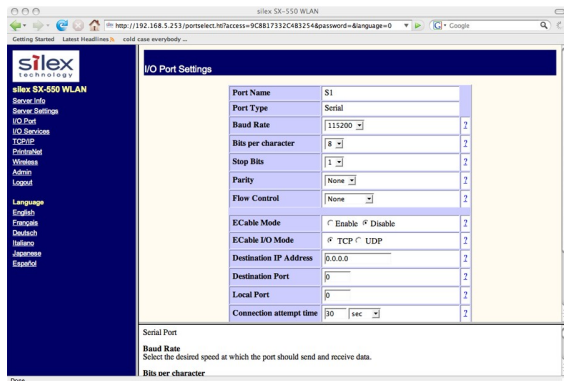 silex SX-550 WLAN
http://192.168.5.253/portselect.htl?access=9C8B17332C4B3254&password=&language=0
Google
Getting Started Latest Headlines cold case everybody ...
silex
technology
silex SX-550 WLAN
Server Info
Server Settings
I/O Port
I/O Services
TCP/IP
PrintraNet
Wireless
Admin
Logout
Language
English
Français
Deutsch
Italiano
Japanese
Español
I/O Port Settings
Port Name S1
Port Type Serial
Baud Rate 115200 ?
Bits per character 8 ?
Stop Bits 1 ?
Parity None ?
Flow Control None ?
ECable Mode Enable Disable ?
ECable I/O Mode TCP UDP ?
Destination IP Address 0.0.0.0 ?
Destination Port 0 ?
Local Port 0 ?
Connection attempt time 30 sec ?
Serial Port
Baud Rate
Select the desired speed at which the port should send and receive data.
Bits per character
Done